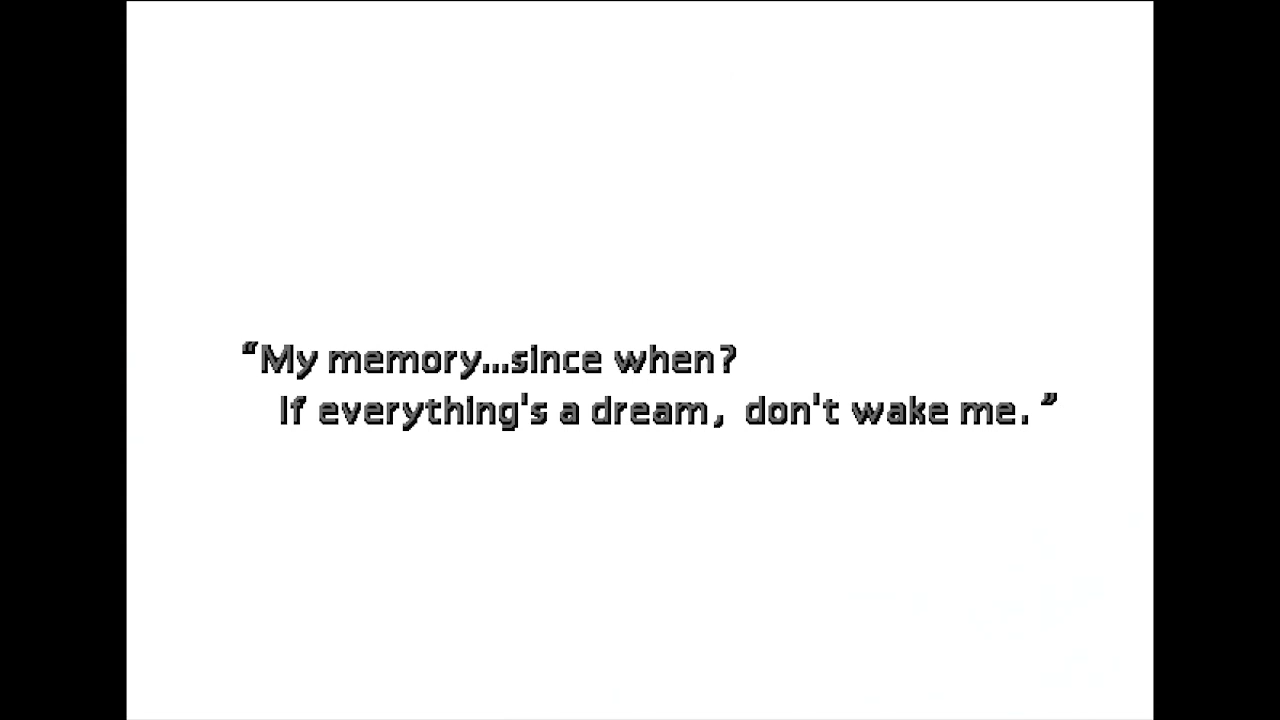 “My memory...since when?
If everything's a dream, don't wake me.”